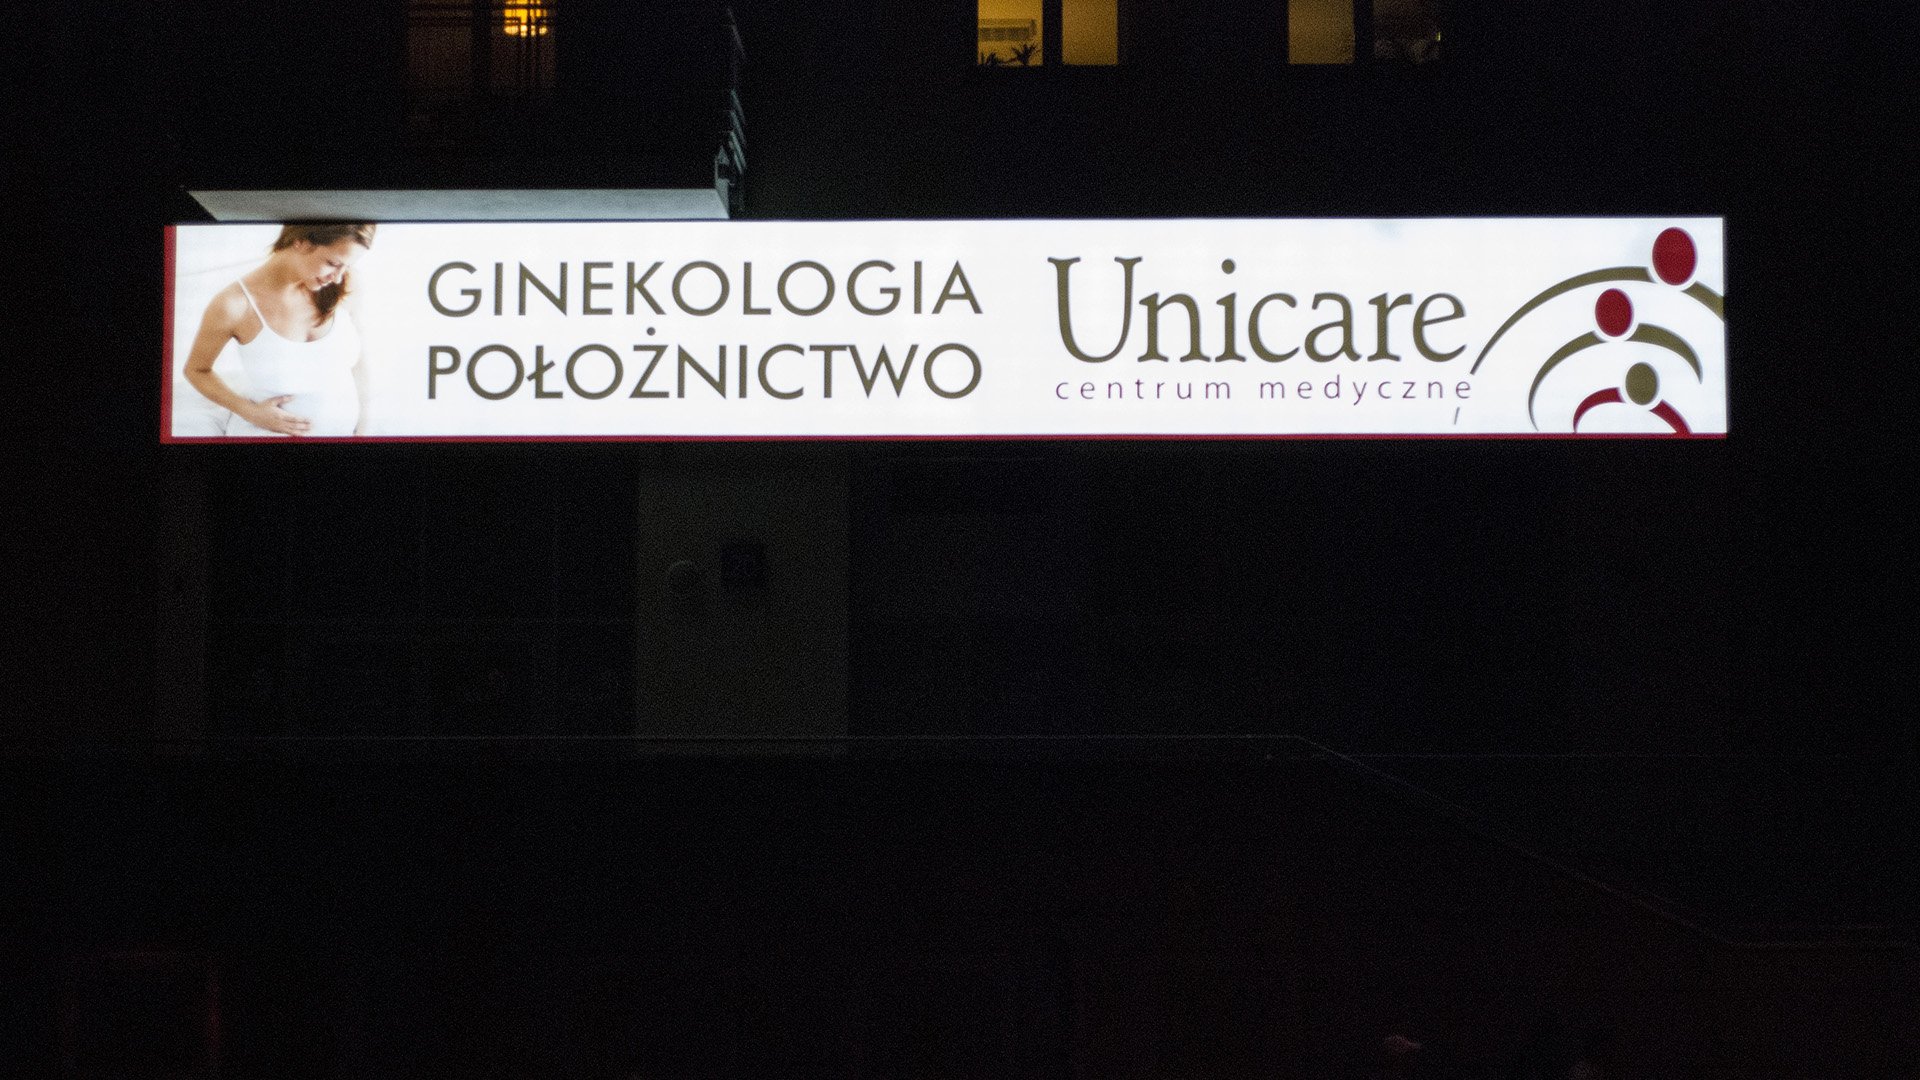 GINEKOLOGIA
POŁOŻNICTWO
Unicare
centrum medyczne